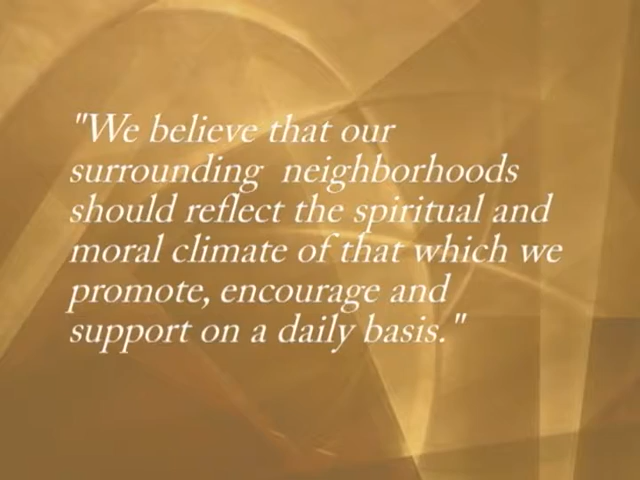 "We believe that our
surrounding  neighborhoods
should reflect the spiritual and
moral climate of that which we
promote, encourage and
support on a daily basis."